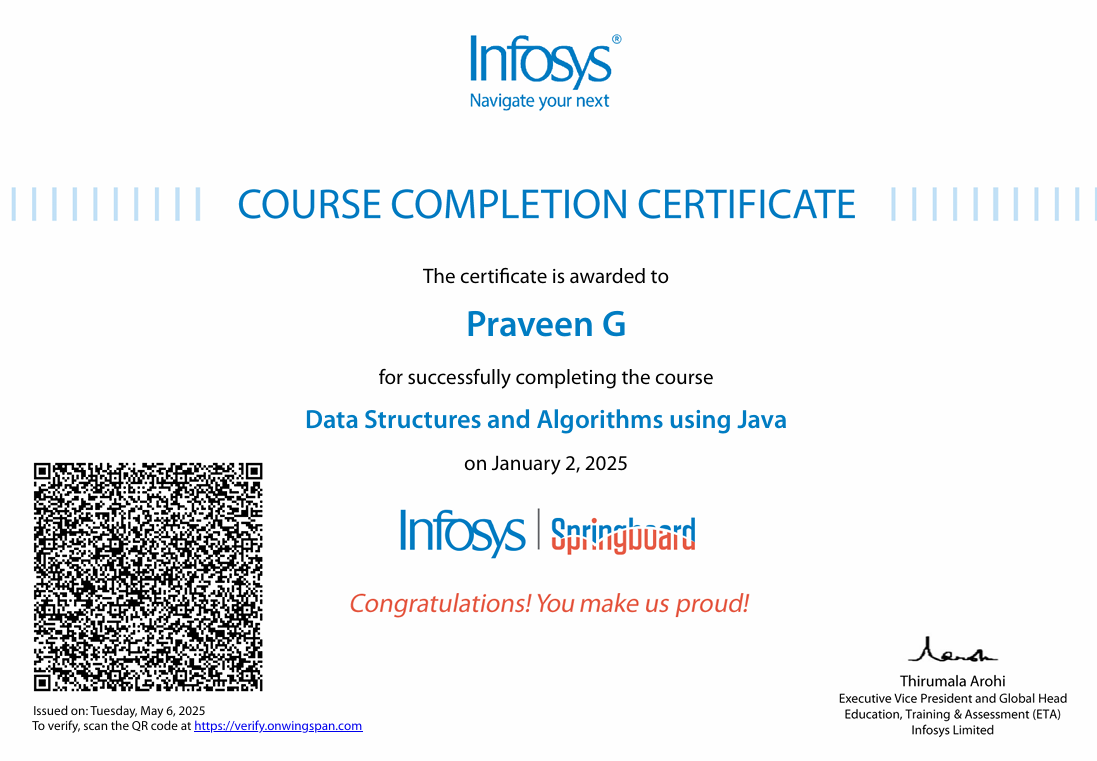 Infosys®
Navigate your next
COURSE COMPLETION CERTIFICATE
The certificate is awarded to
Praveen G
for successfully completing the course
Data Structures and Algorithms using Java
on January 2, 2025
Infosys | Springboard
Congratulations! You make us proud!
Thirumala Arohi
Executive Vice President and Global Head
Education, Training & Assessment (ETA)
Infosys Limited
Issued on: Tuesday, May 6, 2025
To verify, scan the QR code at https://verify.onwingspan.com